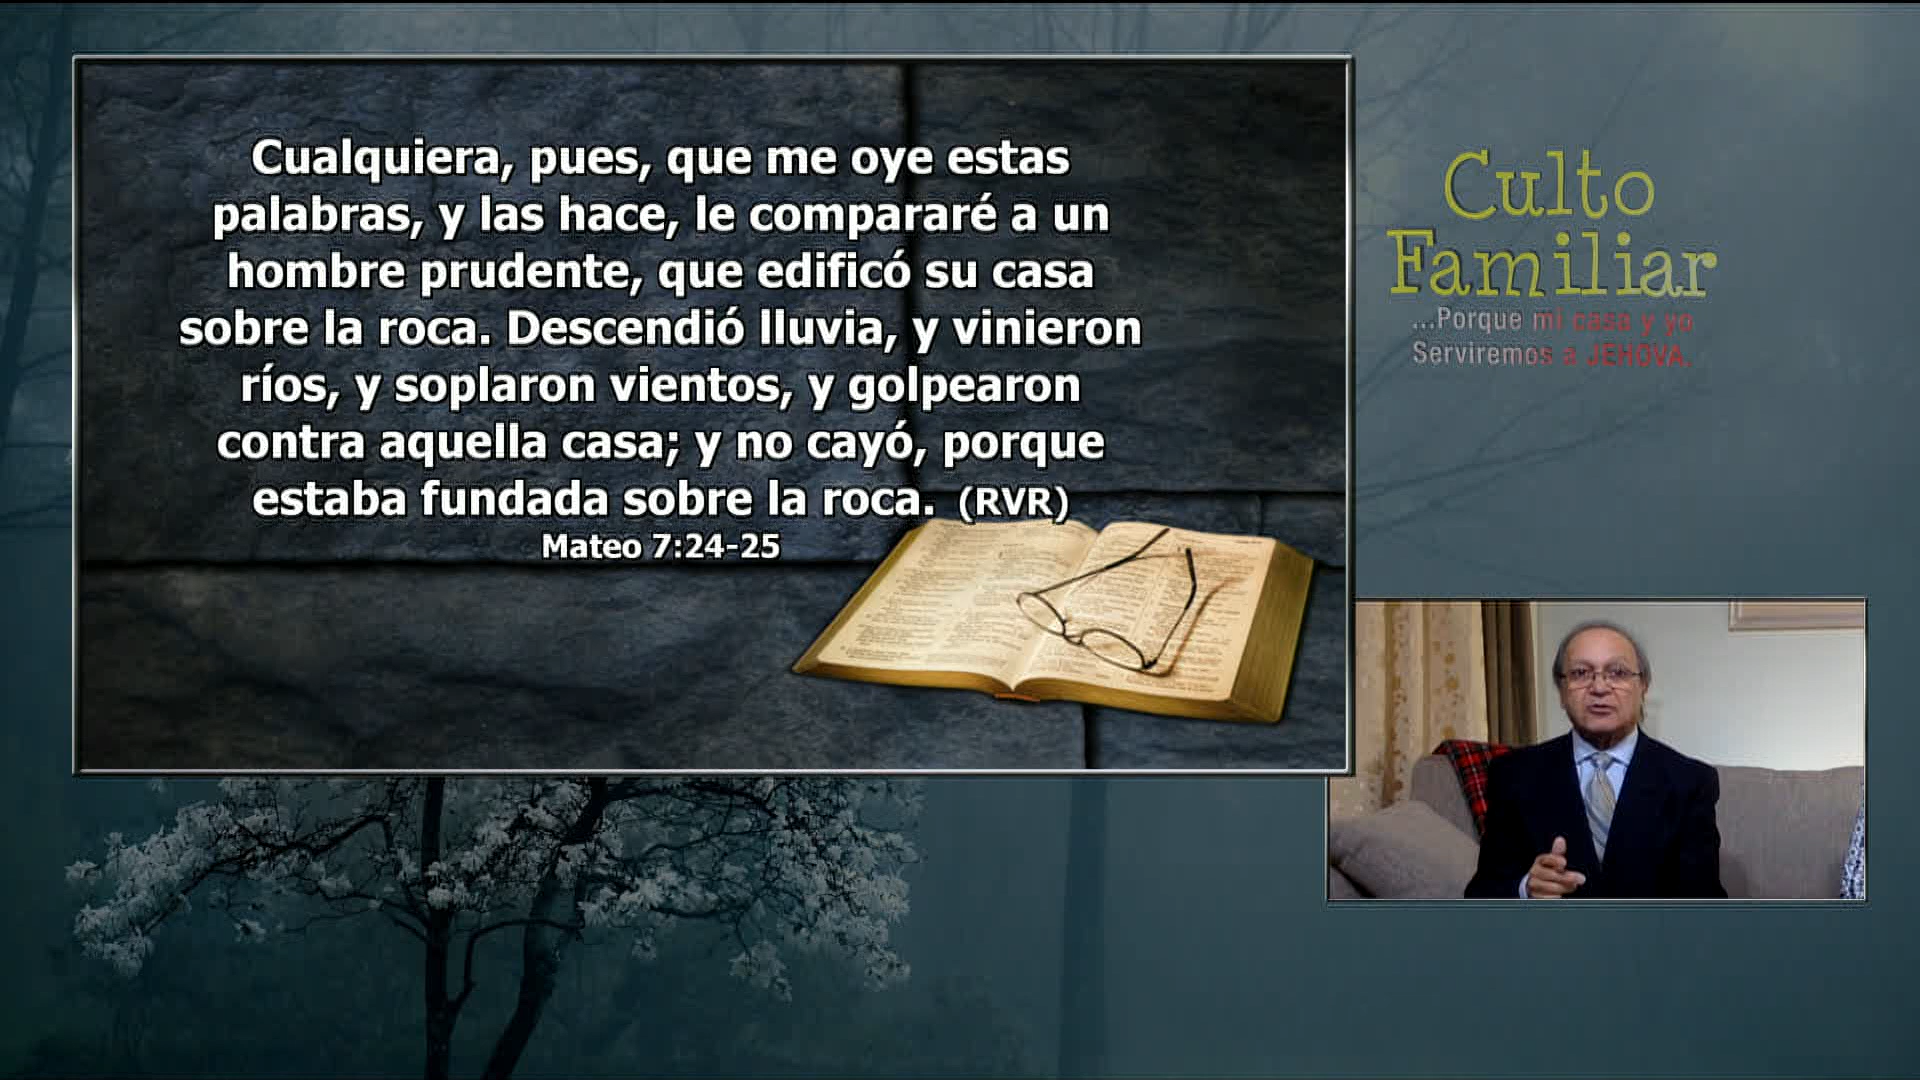 Cualquiera, pues, que me oye estas
palabras, y las hace, le compararé a un
hombre prudente, que edificó su casa
sobre la roca. Descendió lluvia, y vinieron
ríos, y soplaron vientos, y golpearon
contra aquella casa; y no cayó, porque
estaba fundada sobre la roca. (RVR)
Mateo 7:24-25
Culto
Familiar
...Porque mi casa y yo
Serviremos a JEHOVA.